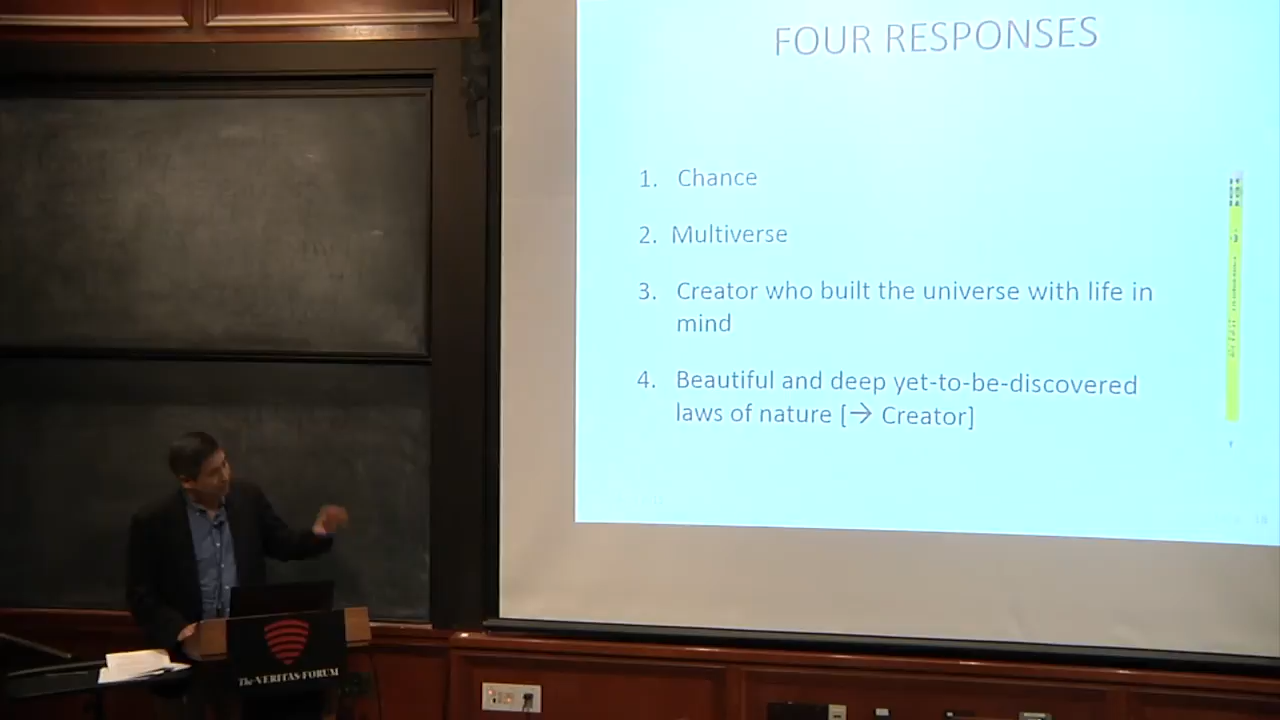 FOUR RESPONSES
1. Chance
2. Multiverse
3. Creator who built the universe with life in
mind
4. Beautiful and deep yet-to-be-discovered
laws of nature [→ Creator]
18
The VERITAS FORUM